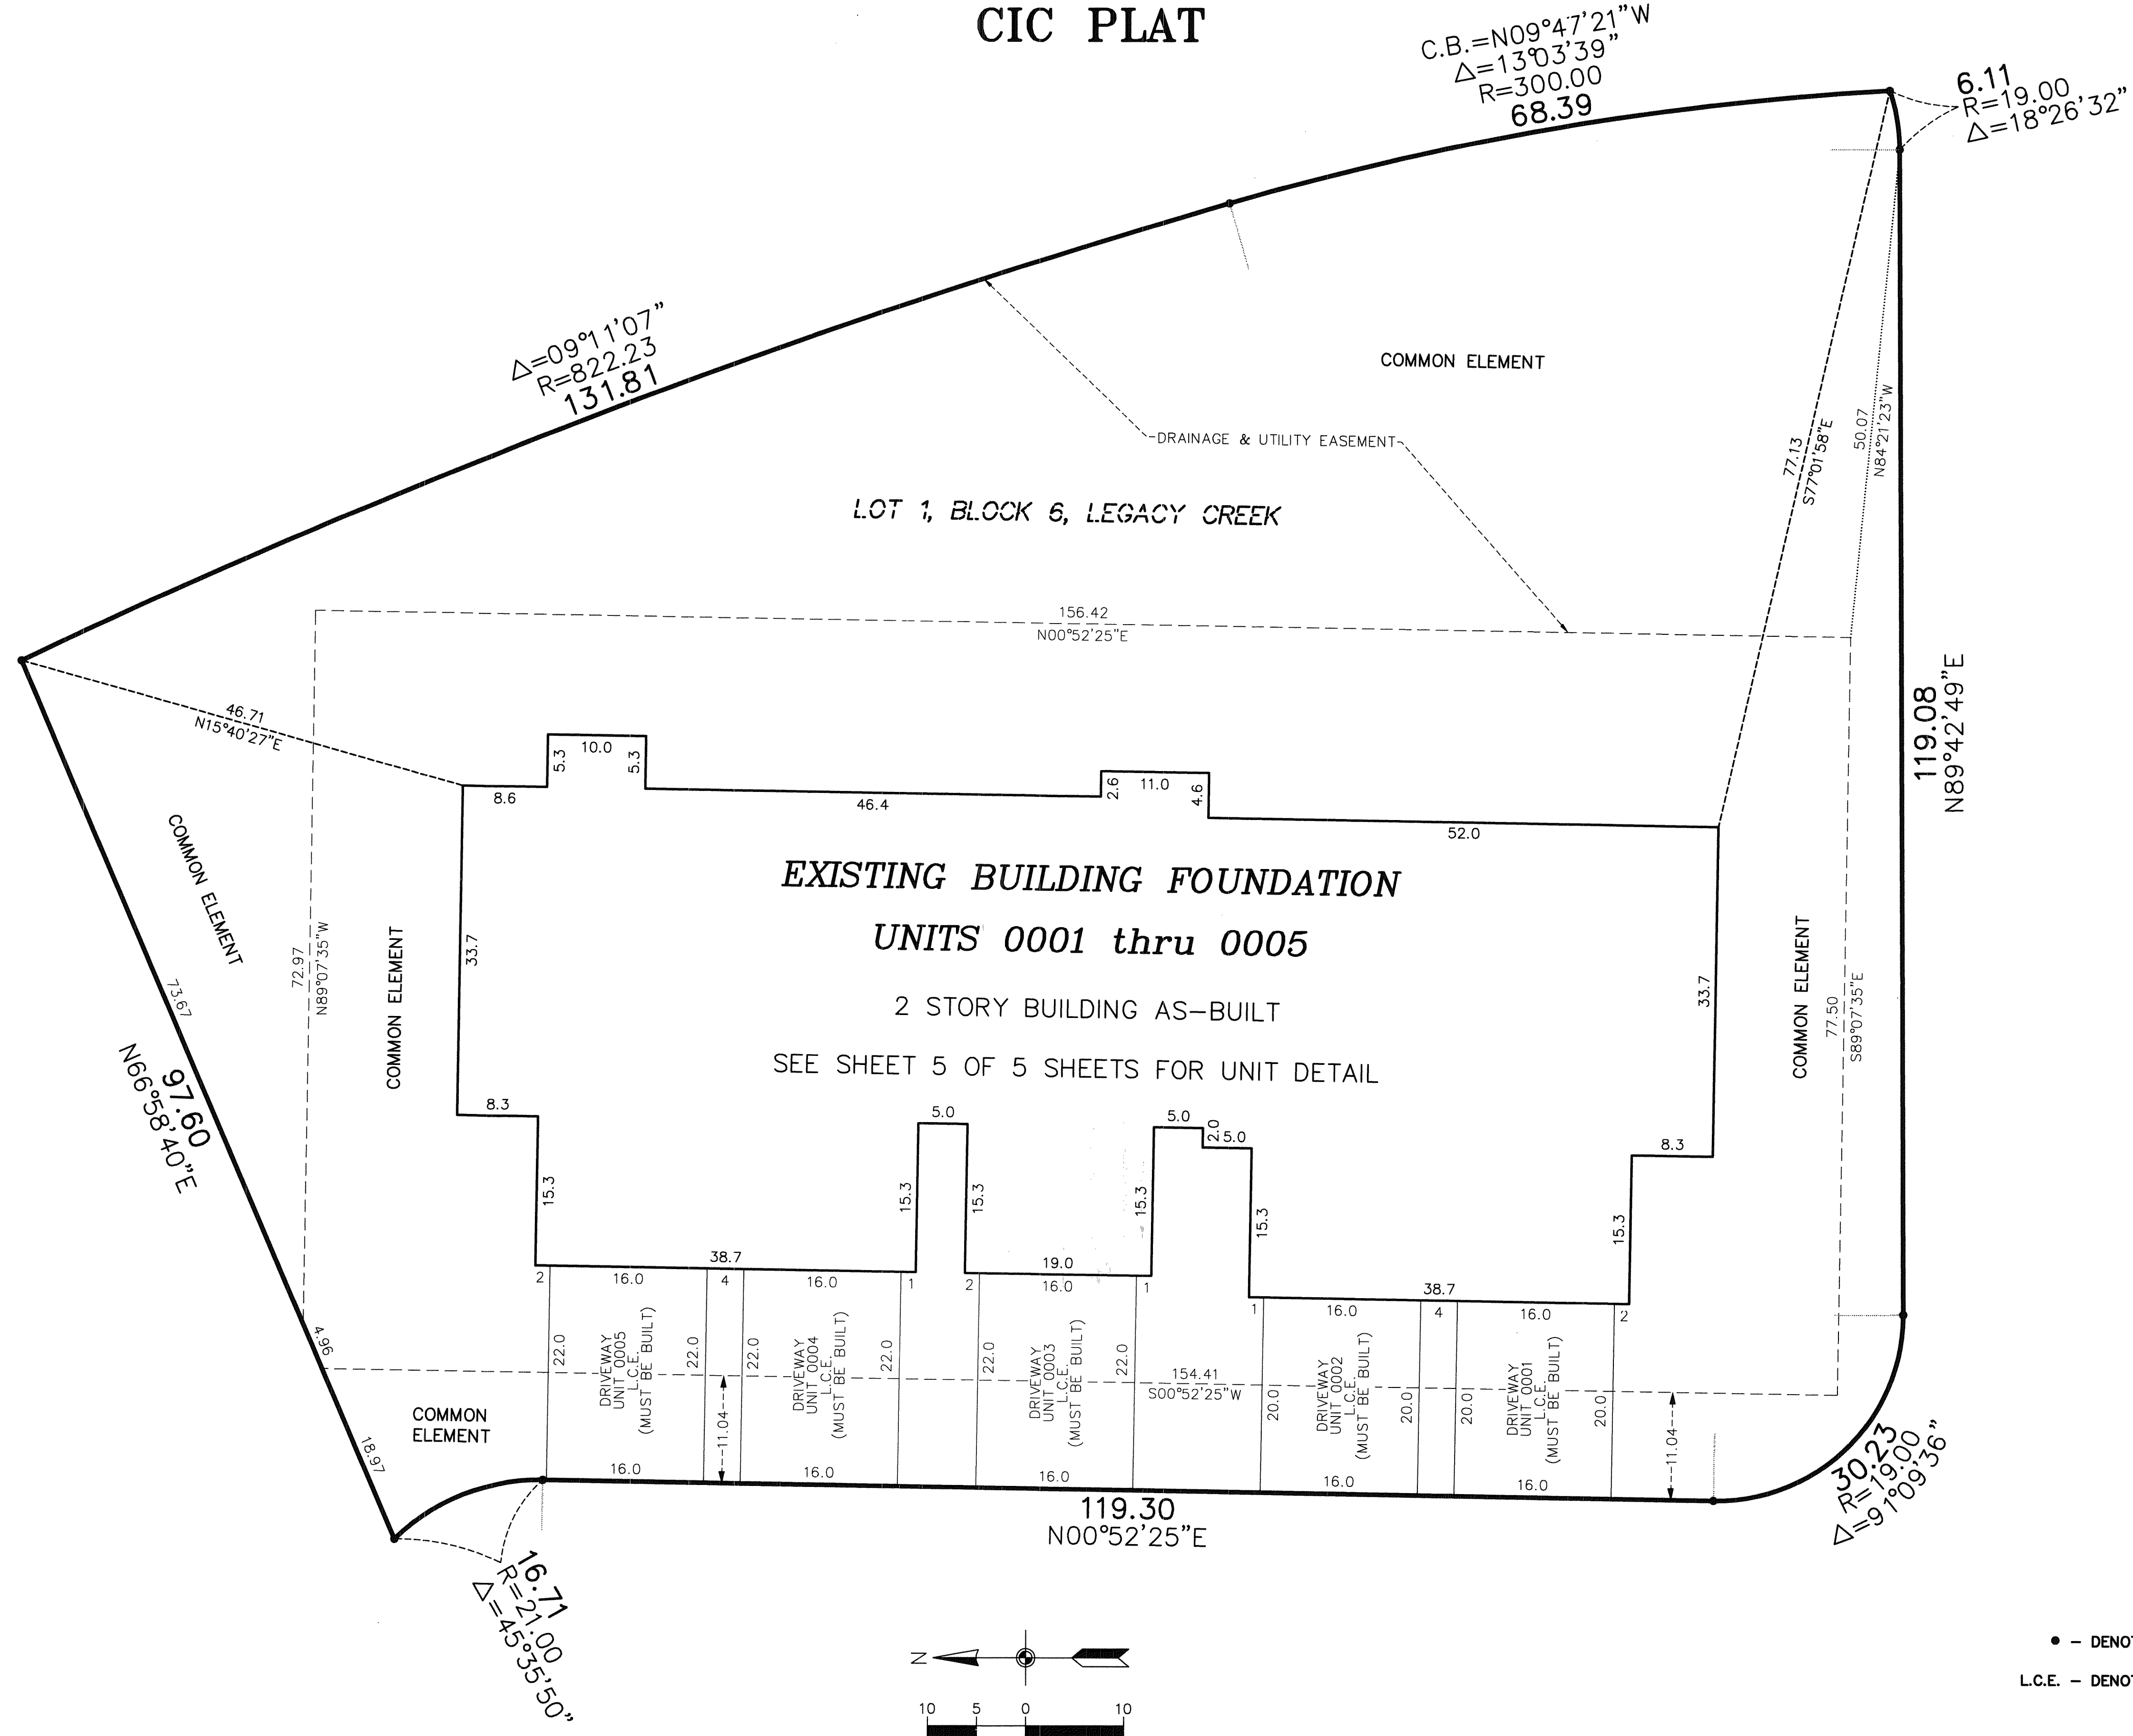 CIC PLAT
C.B.=N09°47'21"W
Δ=13°03'39"
R=300.00
68.39
6.11
R=19.00
Δ=18°26'32"
Δ=09°11'07"
R=822.23
131.81
COMMON ELEMENT
DRAINAGE & UTILITY EASEMENT
77.13
S77°01'58"E
50.07
N84°21'23"W
LOT 1, BLOCK 6, LEGACY CREEK
156.42
N00°52'25"E
119.08
N89°42'49"E
46.71
N15°40'27"E
8.6
5.3
10.0
5.3
46.4
2.6
11.0
4.6
52.0
COMMON ELEMENT
73.67
97.60
N66°58'40"E
72.97
N89°07'35"W
COMMON ELEMENT
33.7
EXISTING BUILDING FOUNDATION
UNITS 0001 thru 0005
2 STORY BUILDING AS-BUILT
SEE SHEET 5 OF 5 SHEETS FOR UNIT DETAIL
33.7
COMMON ELEMENT
77.50
S89°07'35"E
8.3
15.3
5.0
15.3
15.3
5.0
2.0
5.0
15.3
15.3
8.3
15.3
38.7
19.0
38.7
2
16.0
4
16.0
1
2
16.0
1
1
16.0
4
16.0
2
4.96
22.0
DRIVEWAY
UNIT 0005
L.C.E.
(MUST BE BUILT)
22.0
22.0
DRIVEWAY
UNIT 0004
L.C.E.
(MUST BE BUILT)
22.0
22.0
DRIVEWAY
UNIT 0003
L.C.E.
(MUST BE BUILT)
22.0
154.41
S00°52'25"W
20.0
DRIVEWAY
UNIT 0002
L.C.E.
(MUST BE BUILT)
20.0
20.0
DRIVEWAY
UNIT 0001
L.C.E.
(MUST BE BUILT)
20.0
COMMON
ELEMENT
18.97
11.04
11.04
16.0
16.0
16.0
16.0
16.0
119.30
N00°52'25"E
30.23
R=19.00
Δ=91°09'36"
16.71
R=21.00
Δ=45°35'50"
N
10 5 0 10
● – DENOT
L.C.E. – DENOT